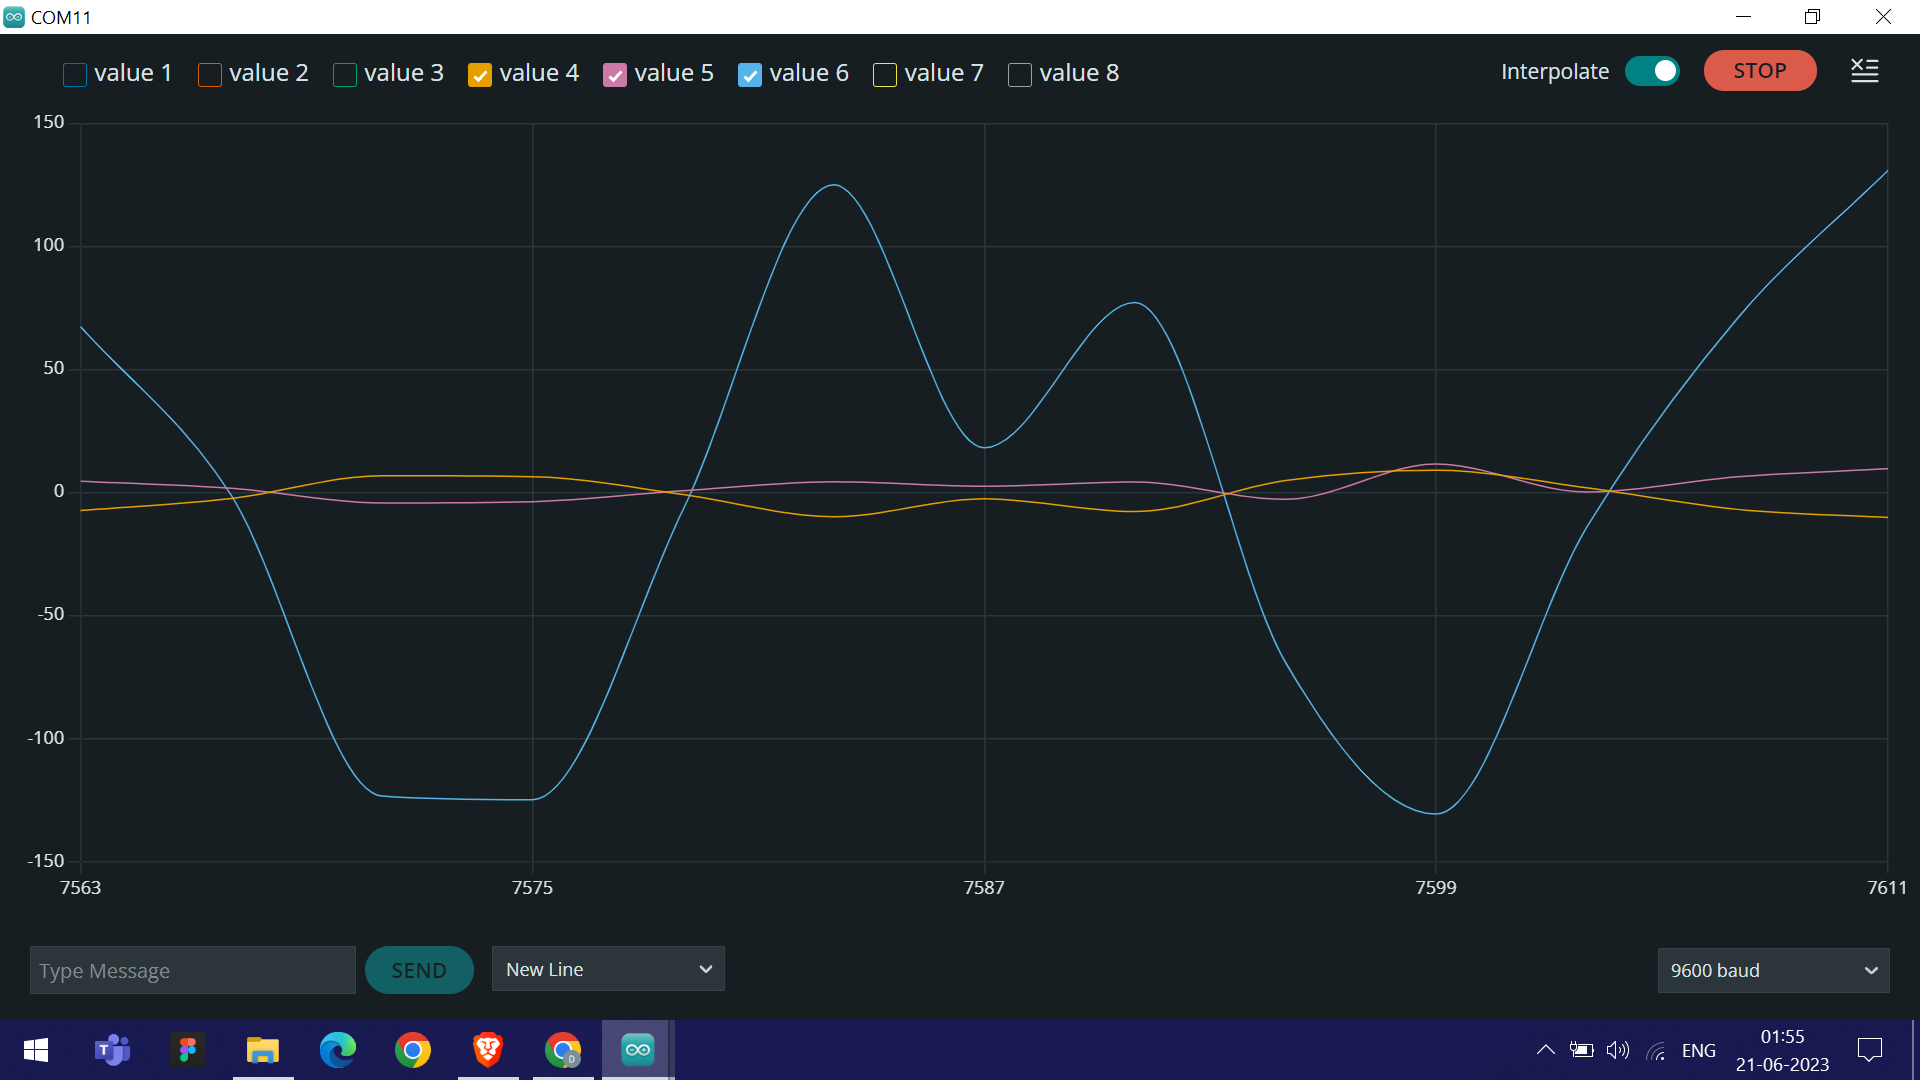 COM11
value 1 value 2 value 3 value 4 value 5 value 6 value 7 value 8 Interpolate STOP
150
100
50
0
-50
-100
-150
7563 7575 7587 7599 7611
Type Message SEND New Line 9600 baud
T D ENG 01:55
21-06-2023